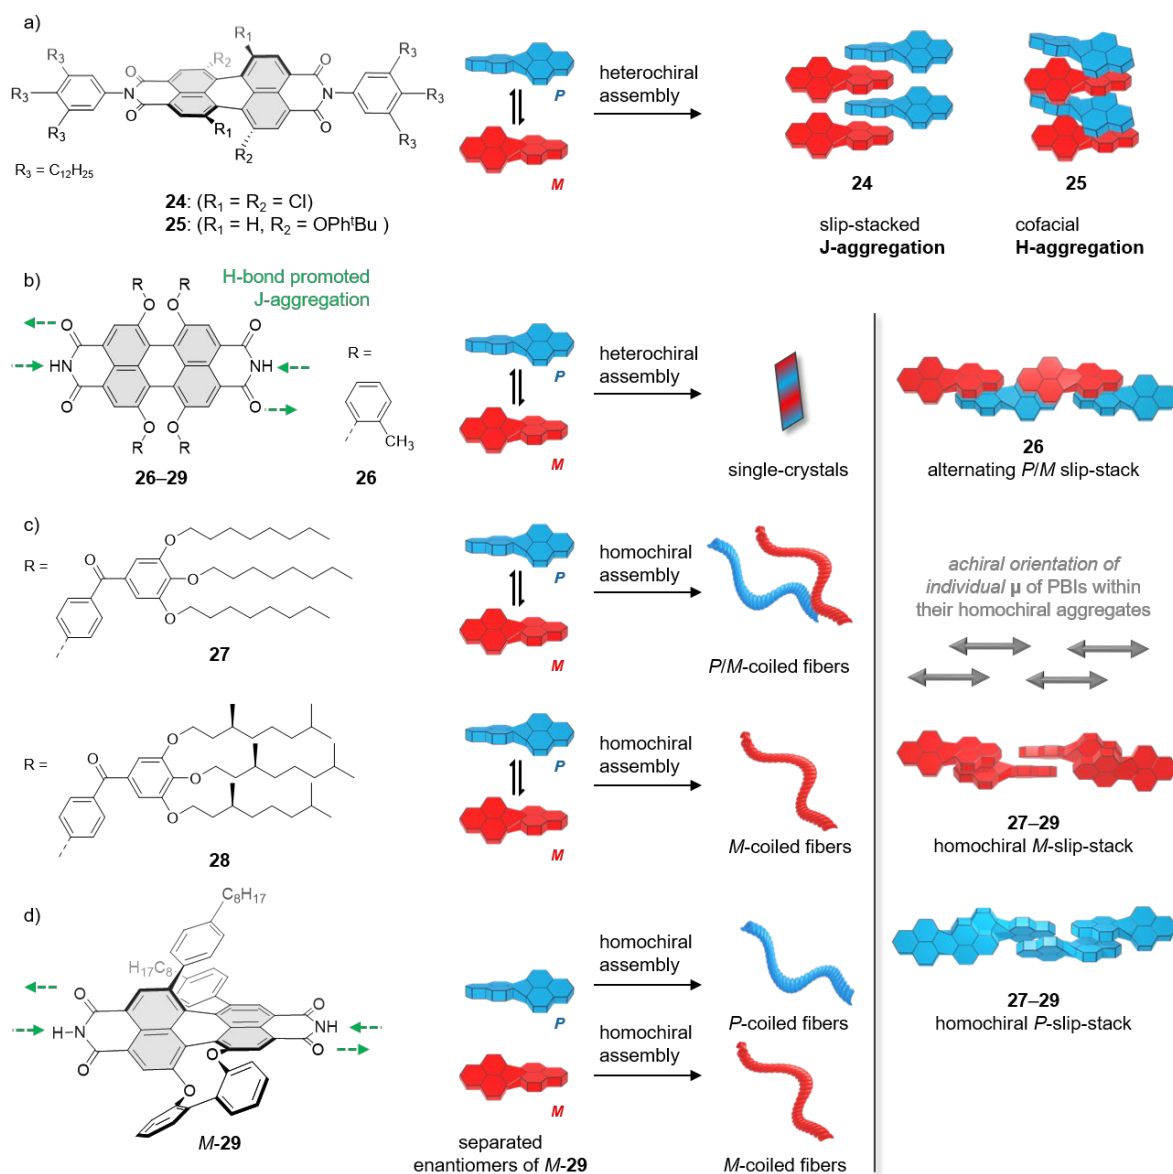 a)
R₁
R₂
R₃
R₃
R₃
O
O
N
N
O
O
R₁
R₂
R₃
R₃
R₃
R₃ = C₁₂H₂₅
24: (R₁ = R₂ = Cl)
25: (R₁ = H, R₂ = OPhᵗBu )
P
M
heterochiral
assembly
24
25
slip-stacked
J-aggregation
cofacial
H-aggregation
b)
H-bond promoted
J-aggregation
R
R
O
O
O
O
HN
NH
O
O
O
O
R
R
26–29
R =
CH₃
26
P
M
heterochiral
assembly
single-crystals
26
alternating P/M slip-stack
c)
R =
O
O
O
O
27
P
M
homochiral
assembly
P/M-coiled fibers
achiral orientation of
individual μ of PBIs within
their homochiral aggregates
R =
O
O
O
O
28
P
M
homochiral
assembly
M-coiled fibers
27–29
homochiral M-slip-stack
d)
C₈H₁₇
H₁₇C₈
O
O
H-N
NH
O
O
O
O
M-29
P
M
separated
enantiomers of M-29
homochiral
assembly
P-coiled fibers
homochiral
assembly
M-coiled fibers
27–29
homochiral P-slip-stack